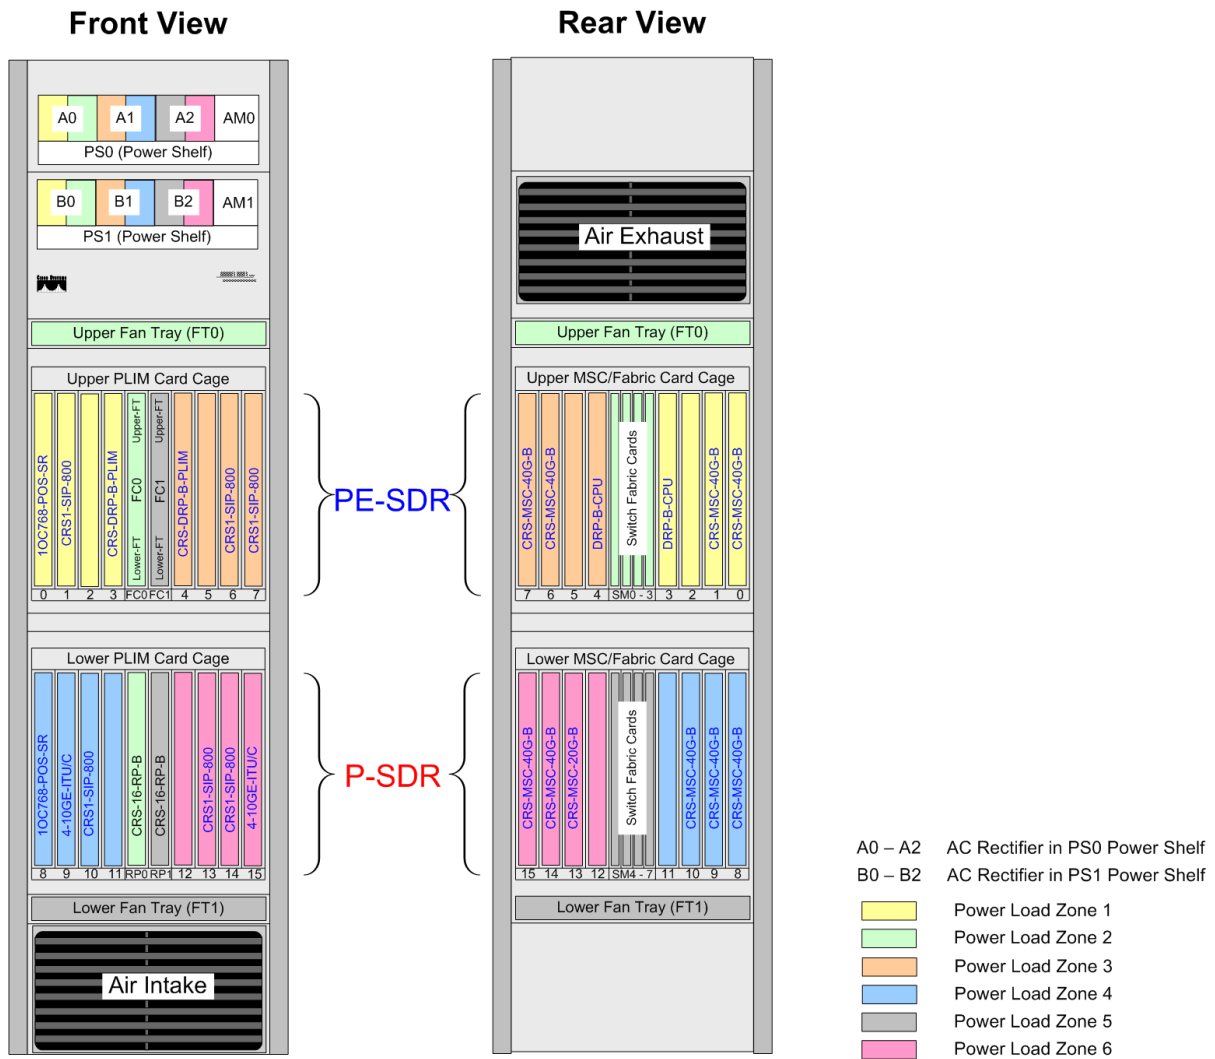 Front View
A0 A1 A2 AM0
PS0 (Power Shelf)
B0 B1 B2 AM1
PS1 (Power Shelf)
Cisco Systems
Upper Fan Tray (FT0)
Upper PLIM Card Cage
1OC768-POS-SR
CRS1-SIP-800
CRS-DRP-B-PLIM
Lower-FT FC0 Upper-FT
Lower-FT FC1 Upper-FT
CRS-DRP-B-PLIM
CRS1-SIP-800
CRS1-SIP-800
0 1 2 3 FC0 FC1 4 5 6 7
Lower PLIM Card Cage
1OC768-POS-SR
4-10GE-ITU/C
CRS1-SIP-800
CRS-16-RP-B
CRS-16-RP-B
CRS1-SIP-800
CRS1-SIP-800
4-10GE-ITU/C
8 9 10 11 RP0 RP1 12 13 14 15
Lower Fan Tray (FT1)
Air Intake
PE-SDR
P-SDR
Rear View
Air Exhaust
Upper Fan Tray (FT0)
Upper MSC/Fabric Card Cage
CRS-MSC-40G-B
CRS-MSC-40G-B
DRP-B-CPU
Switch Fabric Cards
DRP-B-CPU
CRS-MSC-40G-B
CRS-MSC-40G-B
7 6 5 4 SM0 - 3 3 2 1 0
Lower MSC/Fabric Card Cage
CRS-MSC-40G-B
CRS-MSC-40G-B
CRS-MSC-20G-B
Switch Fabric Cards
CRS-MSC-40G-B
CRS-MSC-40G-B
CRS-MSC-40G-B
15 14 13 12 SM4 - 7 11 10 9 8
Lower Fan Tray (FT1)
A0 – A2 AC Rectifier in PS0 Power Shelf
B0 – B2 AC Rectifier in PS1 Power Shelf
Power Load Zone 1
Power Load Zone 2
Power Load Zone 3
Power Load Zone 4
Power Load Zone 5
Power Load Zone 6